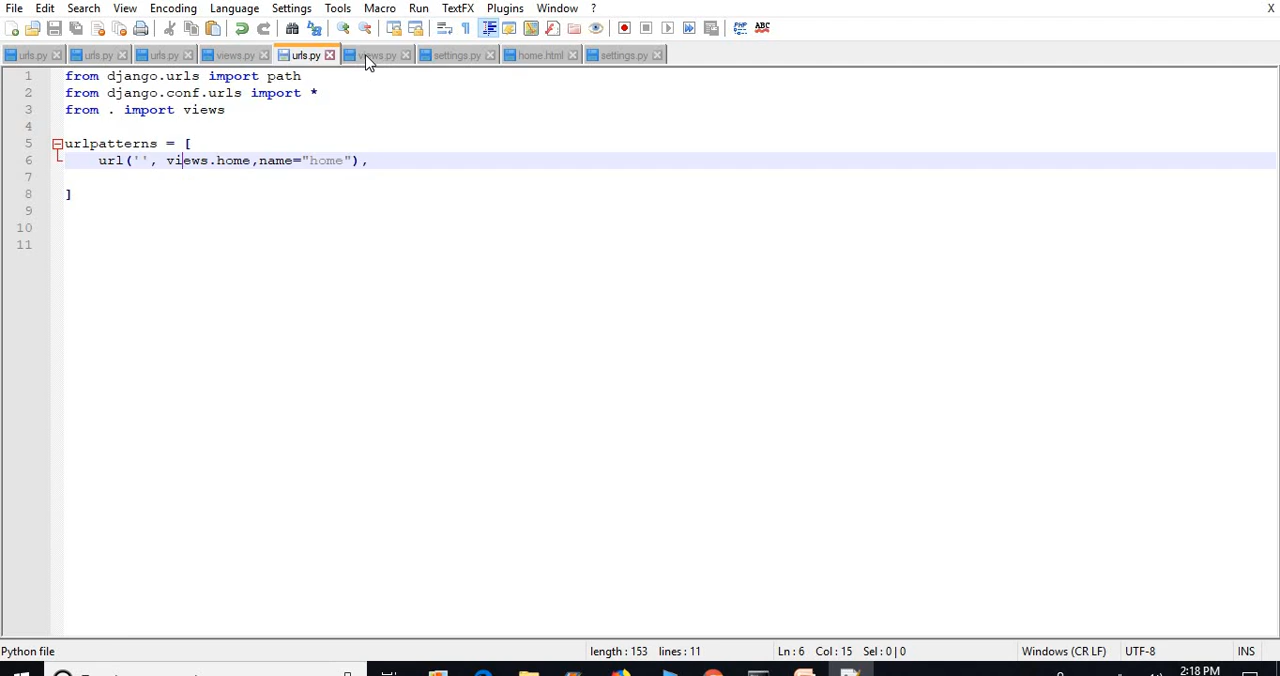 File Edit Search View Encoding Language Settings Tools Macro Run TextFX Plugins Window ? X
PHP ABC
urls.py urls.py urls.py views.py urls.py views.py settings.py home.html settings.py
1 from django.urls import path
2 from django.conf.urls import *
3 from . import views
4
5 urlpatterns = [
6 url('', views.home,name="home"),
7
8 ]
9
10
11
Python file length : 153 lines : 11 Ln : 6 Col : 15 Sel : 0 | 0 Windows (CR LF) UTF-8 INS
2:18 PM